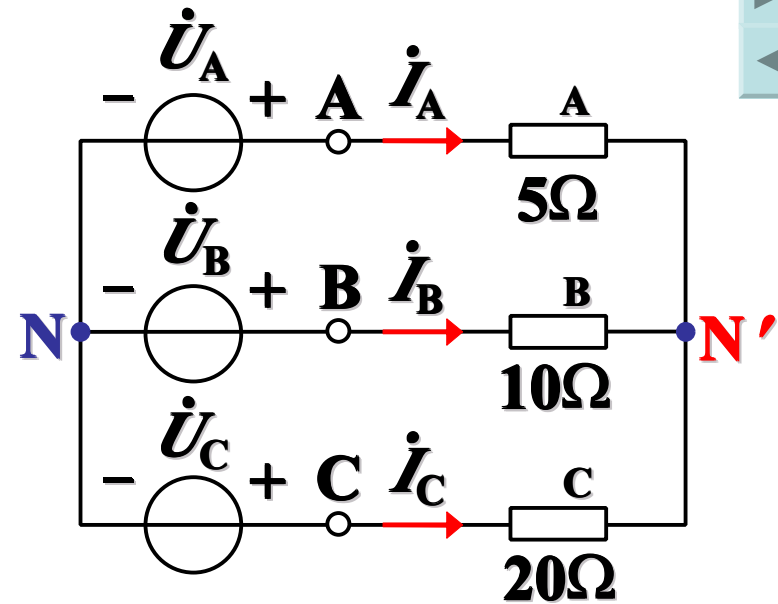 U̇A
− + A İA A
5Ω
U̇B
− + B İB B
N N′
10Ω
U̇C
− + C İC C
20Ω